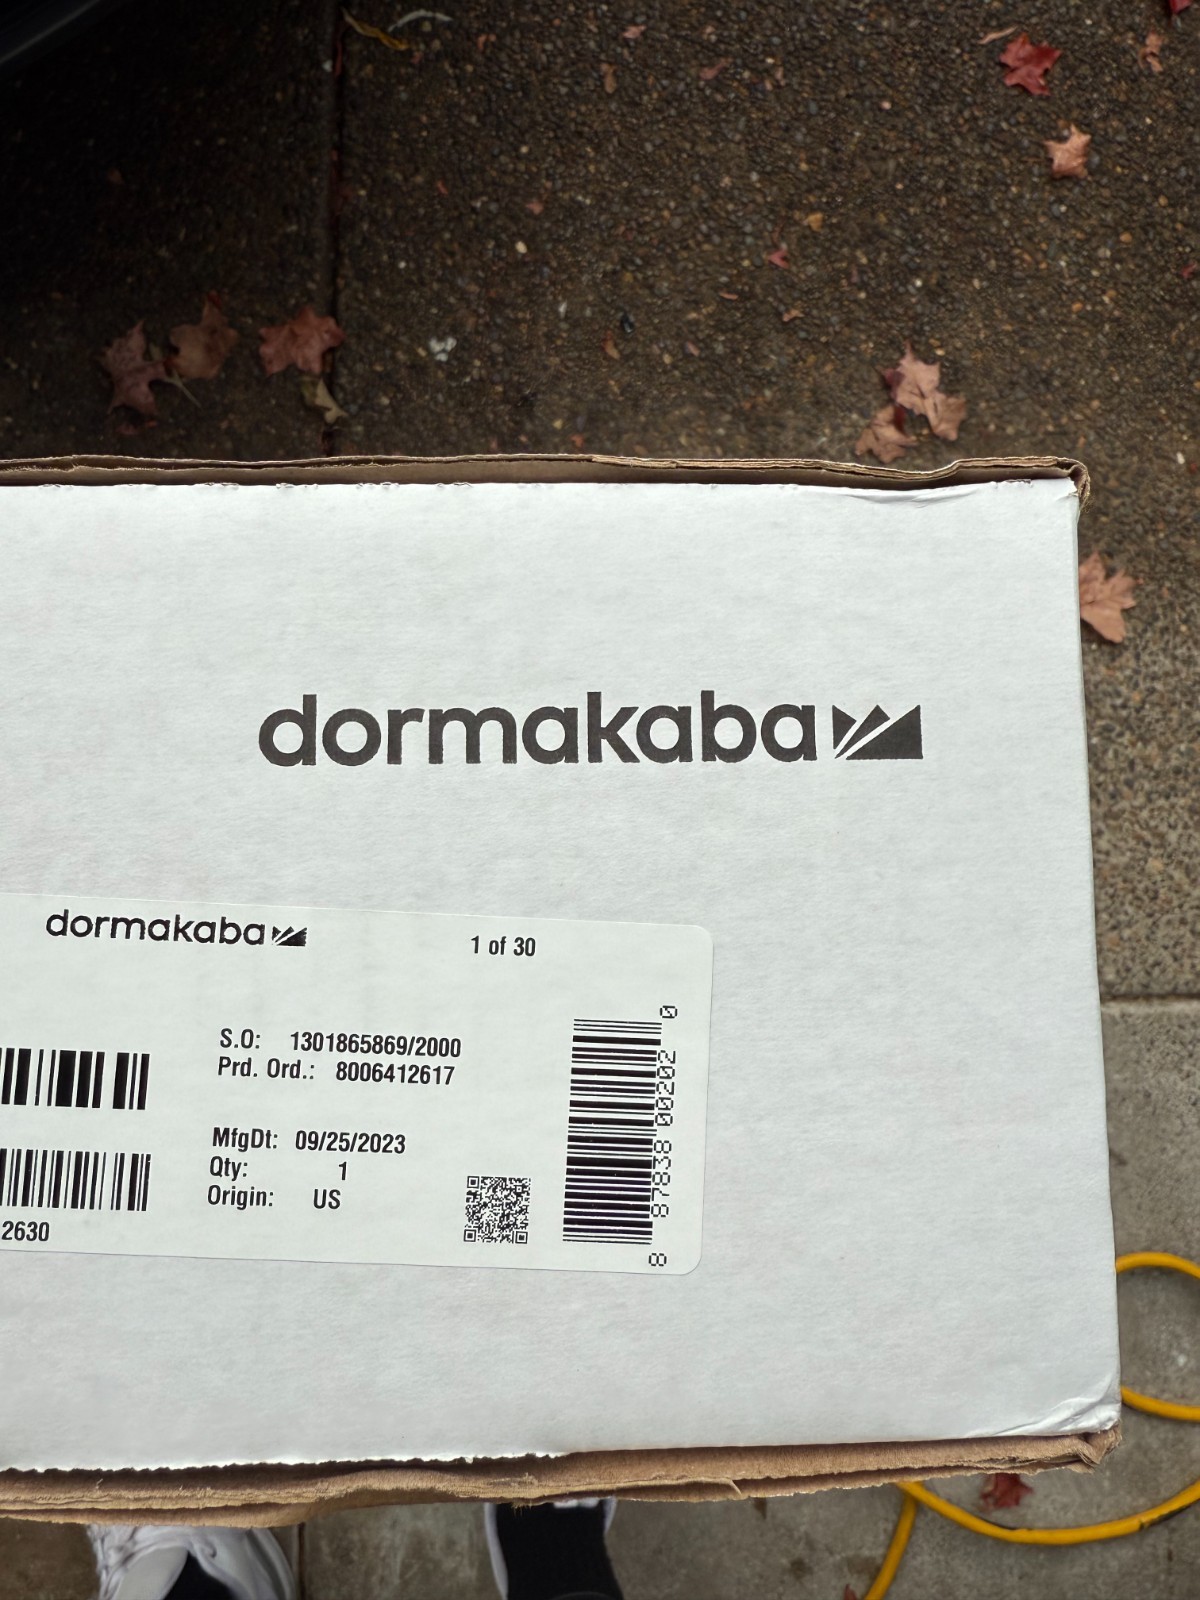 dormakaba
dormakaba
1 of 30
S.O: 1301865869/2000
Prd. Ord.: 8006412617
MfgDt: 09/25/2023
Qty: 1
Origin: US
2630
8 87838 00202 0